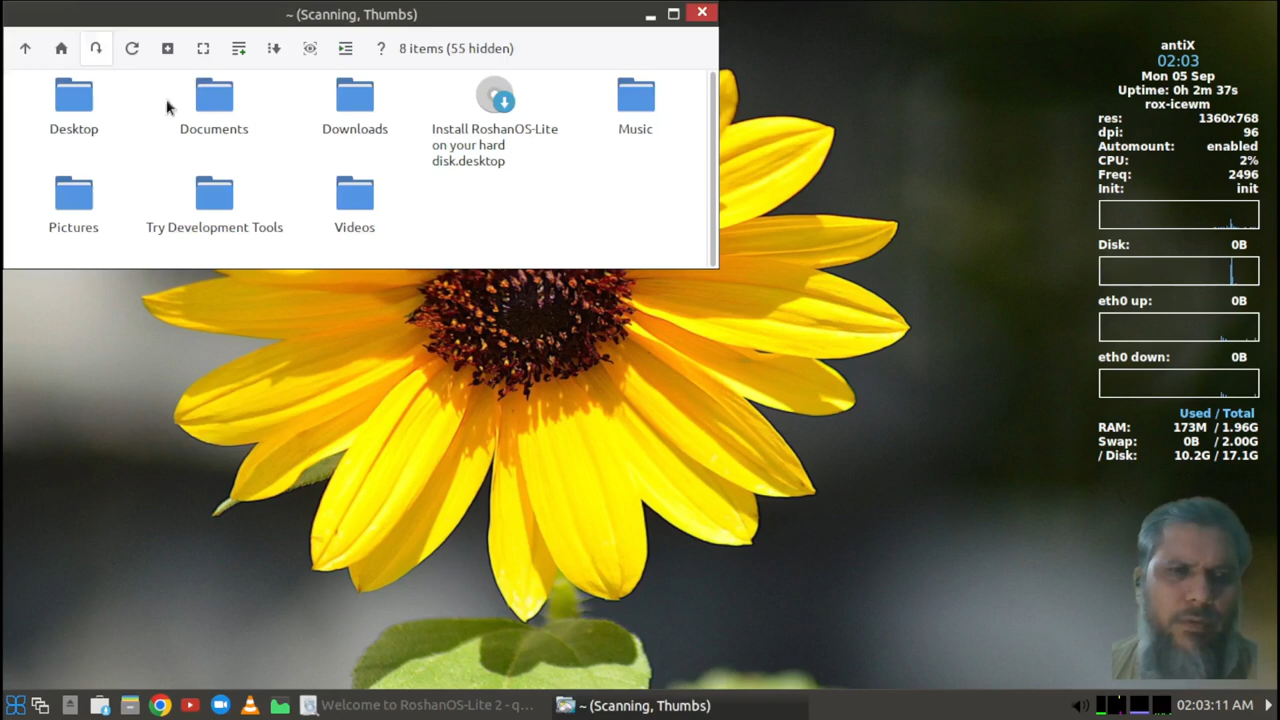 ~ (Scanning, Thumbs)
? 8 items (55 hidden)
Desktop
Documents
Downloads
Install RoshanOS-Lite
on your hard
disk.desktop
Music
Pictures
Try Development Tools
Videos
antiX
02:03
Mon 05 Sep
Uptime: 0h 2m 37s
rox-icewm
res: 1360x768
dpi: 96
Automount: enabled
CPU: 2%
Freq: 2496
Init: init
Disk: 0B
eth0 up: 0B
eth0 down: 0B
Used / Total
RAM: 173M / 1.96G
Swap: 0B / 2.00G
/ Disk: 10.2G / 17.1G
Welcome to RoshanOS-Lite 2 - q...
~ (Scanning, Thumbs)
02:03:11 AM